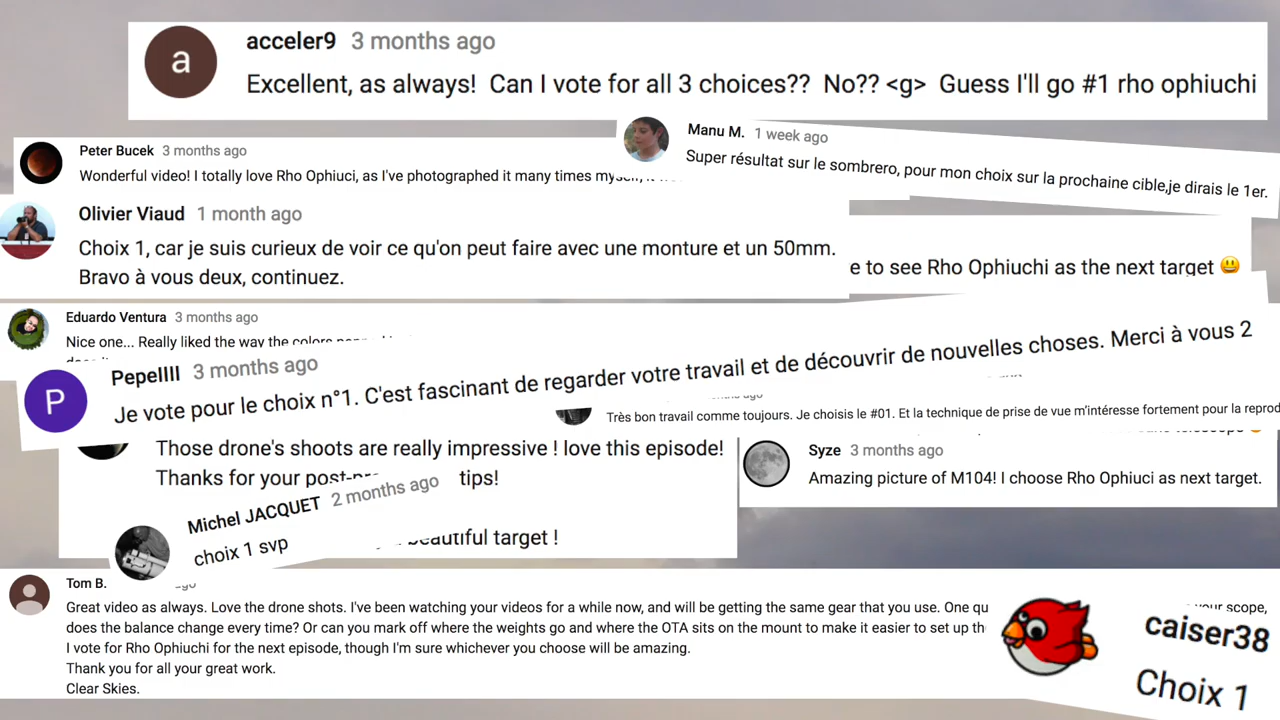 a
acceler9 3 months ago
Excellent, as always! Can I vote for all 3 choices?? No?? <g> Guess I'll go #1 rho ophiuchi
Manu M. 1 week ago
Super résultat sur le sombrero, pour mon choix sur la prochaine cible,je dirais le 1er.
Peter Bucek 3 months ago
Wonderful video! I totally love Rho Ophiuci, as I've photographed it many times myself, it
Olivier Viaud 1 month ago
Choix 1, car je suis curieux de voir ce qu'on peut faire avec une monture et un 50mm.
Bravo à vous deux, continuez.
e to see Rho Ophiuchi as the next target 😃
Eduardo Ventura 3 months ago
Nice one... Really liked the way the colors
P
Pepellll 3 months ago
Je vote pour le choix n°1. C'est fascinant de regarder votre travail et de découvrir de nouvelles choses. Merci à vous 2
Très bon travail comme toujours. Je choisis le #01. Et la technique de prise de vue m'intéresse fortement pour la reprod
Those drone's shoots are really impressive ! love this episode!
Thanks for your tips!
beautiful target !
Syze 3 months ago
Amazing picture of M104! I choose Rho Ophiuci as next target.
Michel JACQUET 2 months ago
choix 1 svp
Tom B. ago
Great video as always. Love the drone shots. I've been watching your videos for a while now, and will be getting the same gear that you use. One qu your scope,
does the balance change every time? Or can you mark off where the weights go and where the OTA sits on the mount to make it easier to set up th
I vote for Rho Ophiuchi for the next episode, though I'm sure whichever you choose will be amazing.
Thank you for all your great work.
Clear Skies.
caiser38
Choix 1